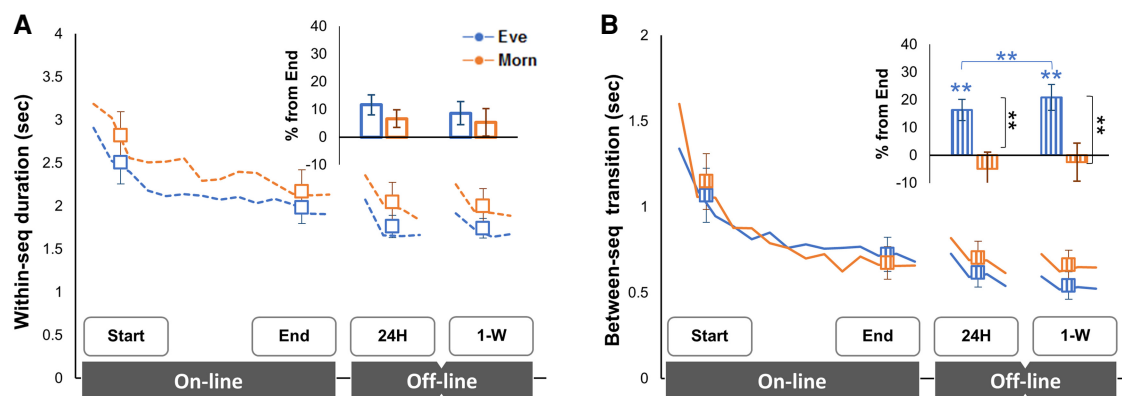 A
Within-seq duration (sec)
4
3.5
3
2.5
2
1.5
1
0.5
0
% from End
40
30
20
10
0
-10
Eve
Morn
Start
End
24H
1-W
On-line
Off-line
B
Between-seq transition (sec)
2
1.5
1
0.5
0
% from End
40
30
20
10
0
-10
**
**
**
**
**
Start
End
24H
1-W
On-line
Off-line